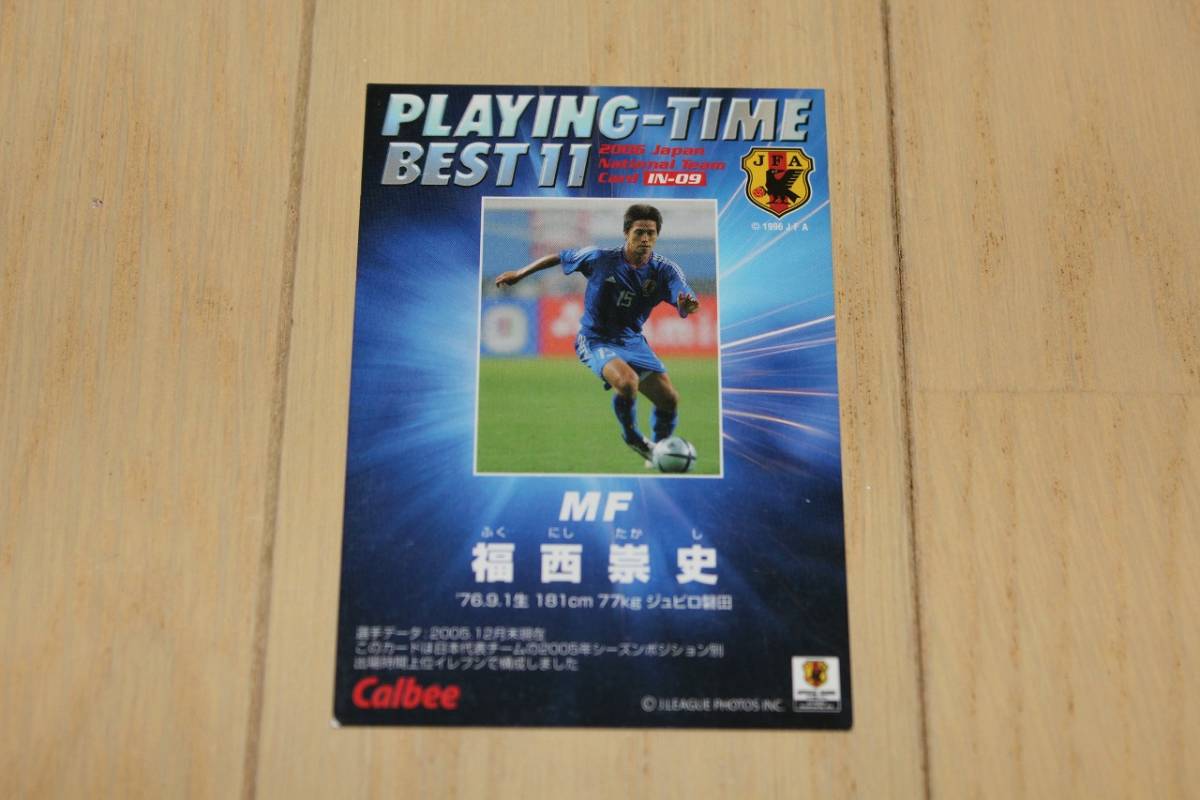 PLAYING-TIME
BEST 11
2006 Japan
National Team
Card IN-09
JFA
© 1996 J F A
15
15
MF
ふく にし たか し
福西崇史
'76.9.1生 181cm 77kg ジュビロ磐田
選手データ:2005.12月末現在
このカードは日本代表チームの2005年シーズンポジション別
出場時間上位イレブンで構成しました
Calbee
© J.LEAGUE PHOTOS INC.